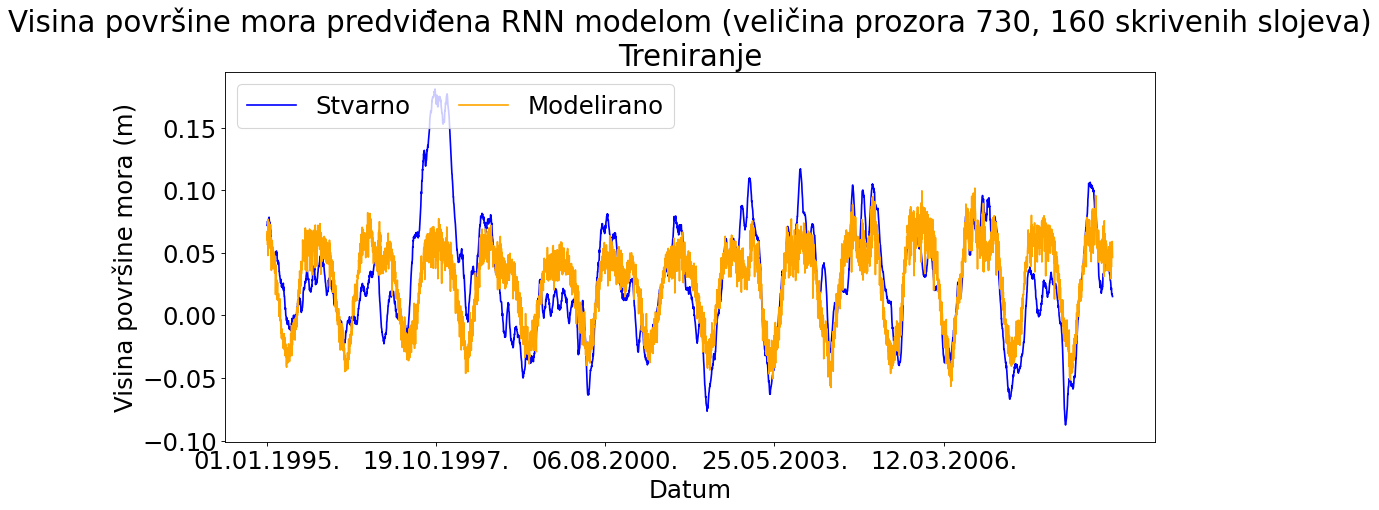 Visina površine mora predviđena RNN modelom (veličina prozora 730, 160 skrivenih slojeva)
Treniranje
Stvarno
Modelirano
Visina površine mora (m)
0.15
0.10
0.05
0.00
−0.05
−0.10
01.01.1995.
19.10.1997.
06.08.2000.
25.05.2003.
12.03.2006.
Datum